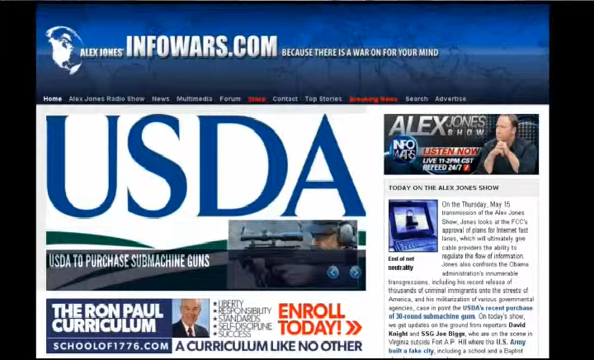 ALEX JONES' INFOWARS.COM BECAUSE THERE IS A WAR ON FOR YOUR MIND
Home Alex Jones Radio Show News Multimedia Forum Store Contact Top Stories Breaking News Search Advertise
USDA
USDA TO PURCHASE SUBMACHINE GUNS
THE RON PAUL
CURRICULUM
SCHOOLOF1776.COM
•LIBERTY
•RESPONSIBILITY
•STANDARDS
•SELF-DISCIPLINE
•SUCCESS
ENROLL
TODAY!
A CURRICULUM LIKE NO OTHER
ALEX JONES
SHOW
INFO
WARS
LISTEN NOW
LIVE 11-2PM CST
REFEED 24/7
TODAY ON THE ALEX JONES SHOW
End of net
neutrality
On the Thursday, May 15
transmission of the Alex Jones
Show, Jones looks at the FCC's
approval of plans for Internet fast
lanes, which will ultimately give
cable providers the ability to
regulate the flow of information.
Jones also confronts the Obama
administration's innumerable
transgressions, including his recent release of
thousands of criminal immigrants onto the streets of
America, and his militarization of various governmental
agencies, case in point the USDA's recent purchase
of 30-round submachine guns. On today's show,
we get updates on the ground from reporters David
Knight and SSG Joe Biggs, who are on the scene in
Virginia outside Fort A.P. Hill where the U.S. Army
built a fake city, including a school and a Baptist